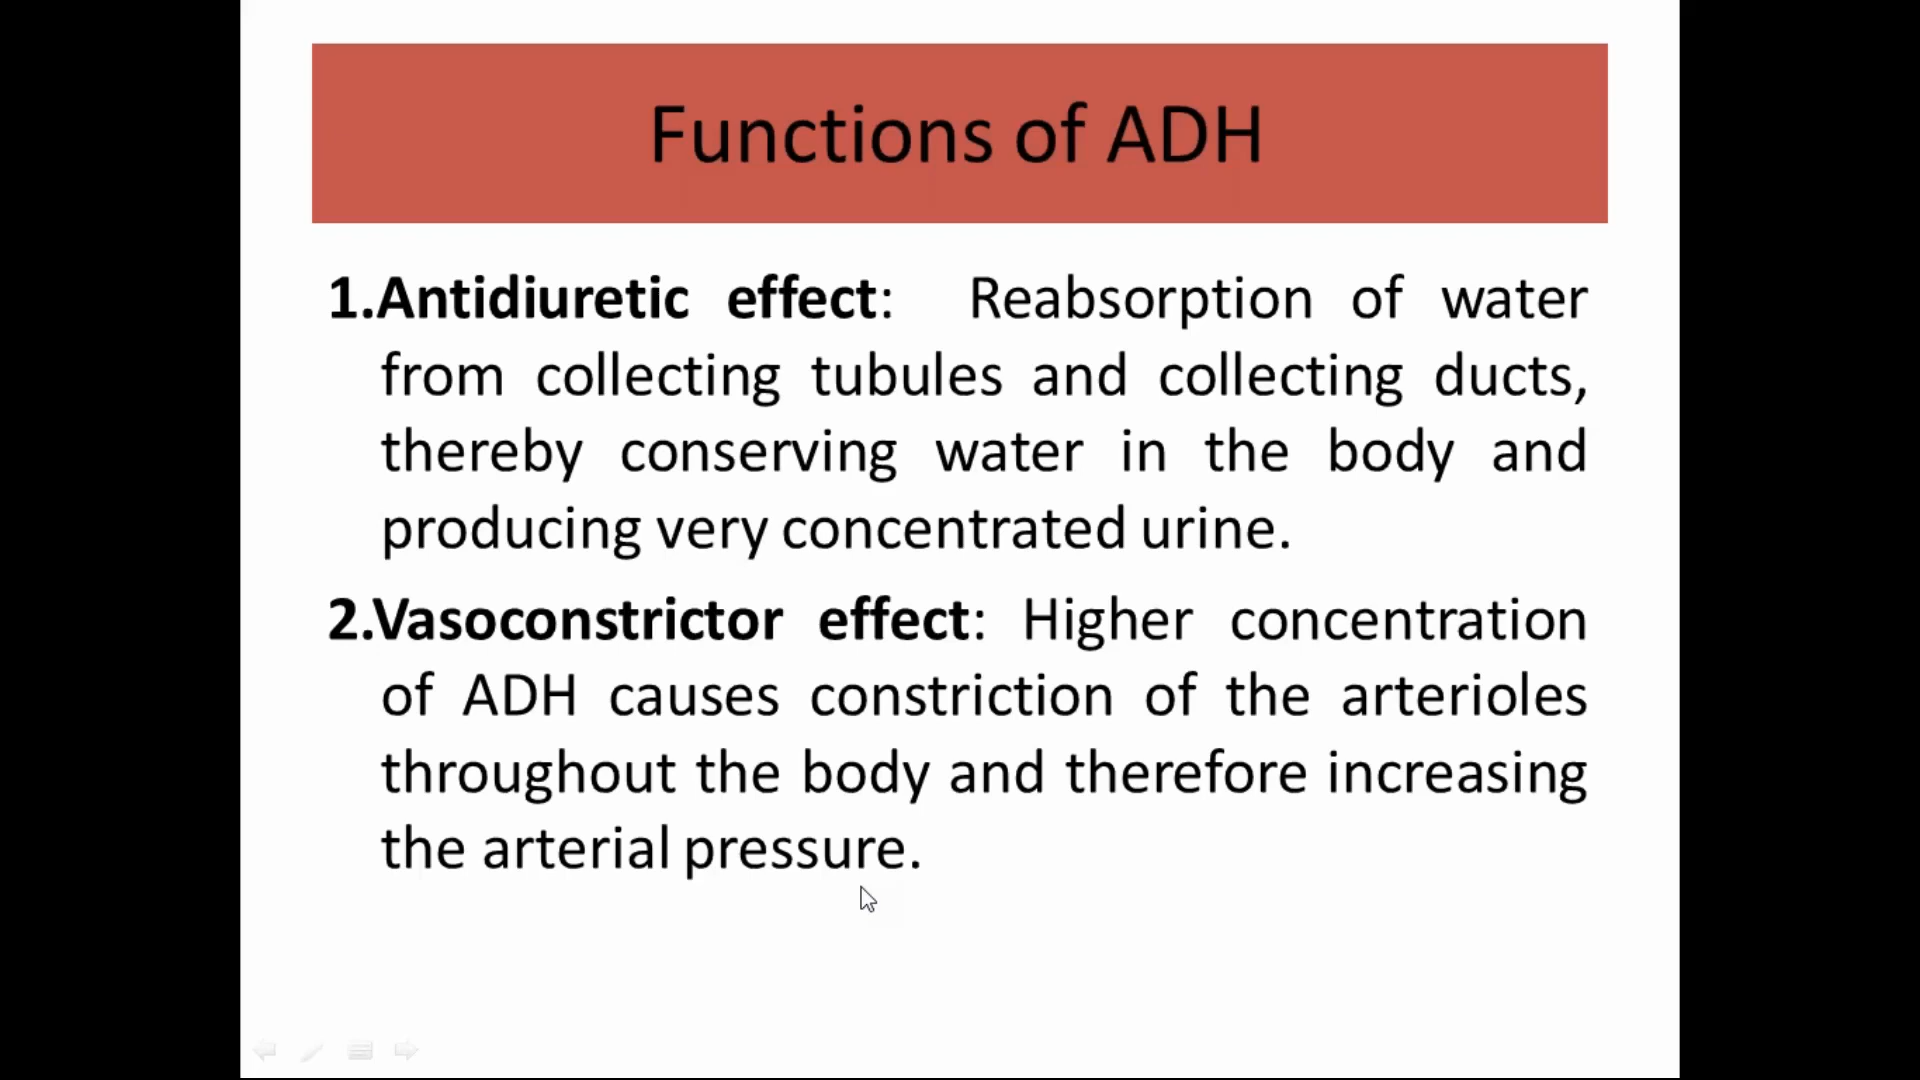 Functions of ADH
1.Antidiuretic effect: Reabsorption of water
from collecting tubules and collecting ducts,
thereby conserving water in the body and
producing very concentrated urine.
2.Vasoconstrictor effect: Higher concentration
of ADH causes constriction of the arterioles
throughout the body and therefore increasing
the arterial pressure.